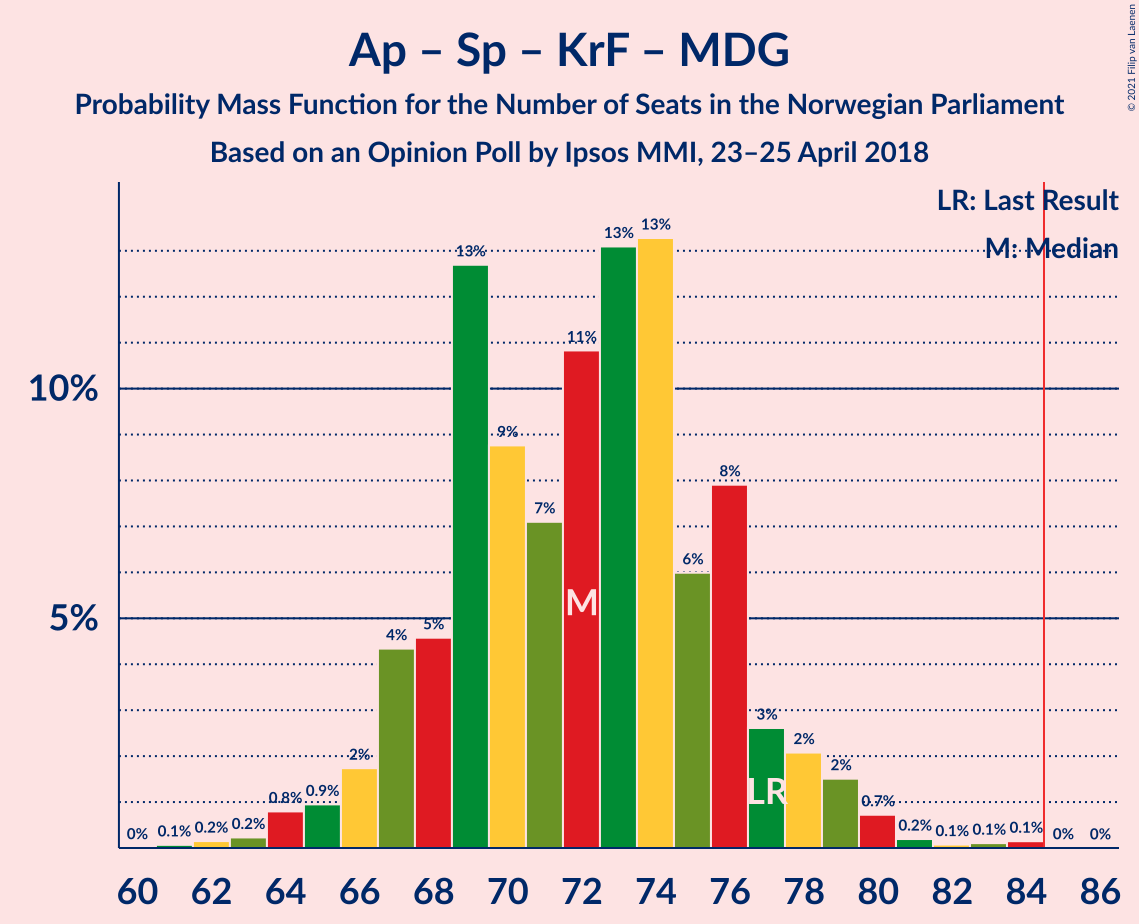 Ap – Sp – KrF – MDG
Probability Mass Function for the Number of Seats in the Norwegian Parliament
Based on an Opinion Poll by Ipsos MMI, 23–25 April 2018
© 2021 Filip van Laenen
LR: Last Result
M: Median
10%
5%
0% 0.1% 0.2% 0.2% 0.8% 0.9% 2% 4% 5% 13% 9% 7% 11% 13% 13% 6% 8% 3% 2% 2% 0.7% 0.2% 0.1% 0.1% 0.1% 0% 0%
M
LR
60 62 64 66 68 70 72 74 76 78 80 82 84 86